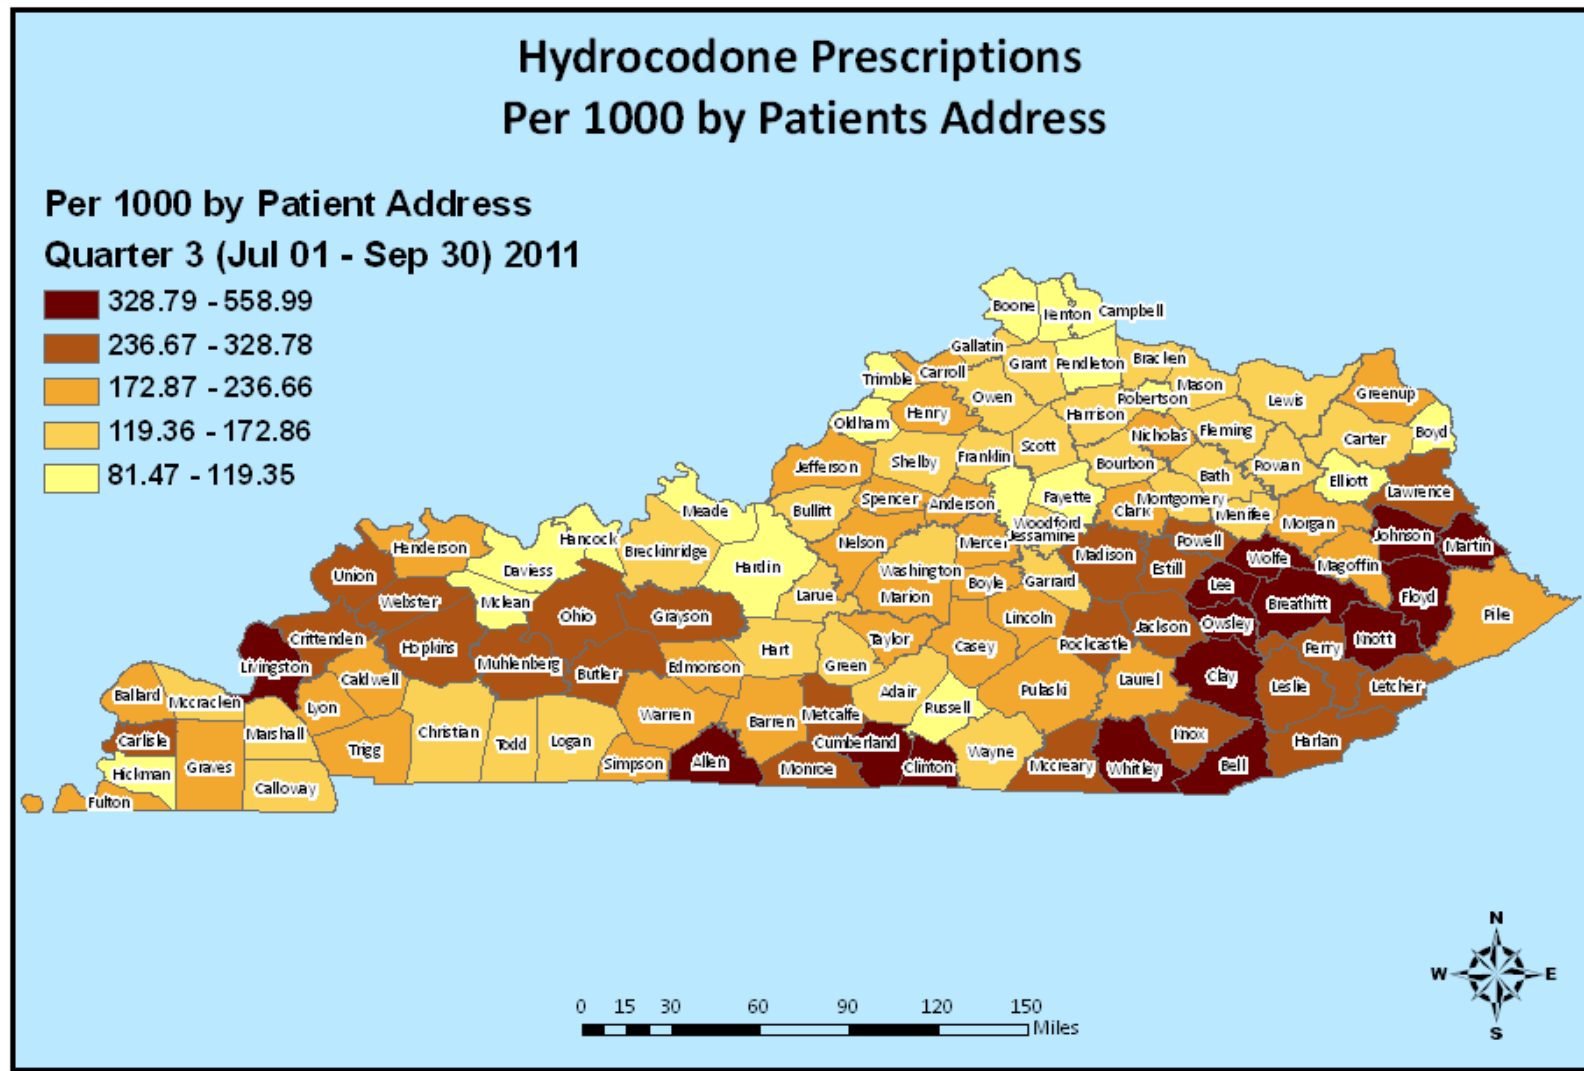 Hydrocodone Prescriptions
Per 1000 by Patients Address
Per 1000 by Patient Address
Quarter 3 (Jul 01 - Sep 30) 2011
328.79 - 558.99
236.67 - 328.78
172.87 - 236.66
119.36 - 172.86
81.47 - 119.35
Boone
Kenton
Campbell
Gallatin
Grant
Pendleton
Bracken
Trimble
Carroll
Owen
Robertson
Mason
Lewis
Greenup
Oldham
Henry
Harrison
Nicholas
Fleming
Carter
Boyd
Jefferson
Shelby
Franklin
Scott
Bourbon
Bath
Rowan
Elliott
Lawrence
Meade
Bullitt
Spencer
Anderson
Woodford
Fayette
Clark
Montgomery
Menifee
Morgan
Johnson
Martin
Henderson
Daviess
Hancock
Breckinridge
Hardin
Nelson
Washington
Mercer
Jessamine
Madison
Powell
Estill
Wolfe
Magoffin
Floyd
Pike
Union
Webster
Mclean
Ohio
Grayson
Larue
Marion
Boyle
Garrard
Lee
Breathitt
Owsley
Knott
Crittenden
Hopkins
Muhlenberg
Butler
Edmonson
Hart
Green
Taylor
Casey
Lincoln
Rockcastle
Jackson
Perry
Livingston
Caldwell
Lyon
Warren
Barren
Metcalfe
Adair
Russell
Pulaski
Laurel
Clay
Leslie
Letcher
Ballard
Mccracken
Marshall
Trigg
Christian
Todd
Logan
Simpson
Allen
Monroe
Cumberland
Clinton
Wayne
Mccreary
Whitley
Knox
Bell
Harlan
Carlisle
Hickman
Graves
Calloway
Fulton
N
W
E
S
0 15 30 60 90 120 150
Miles